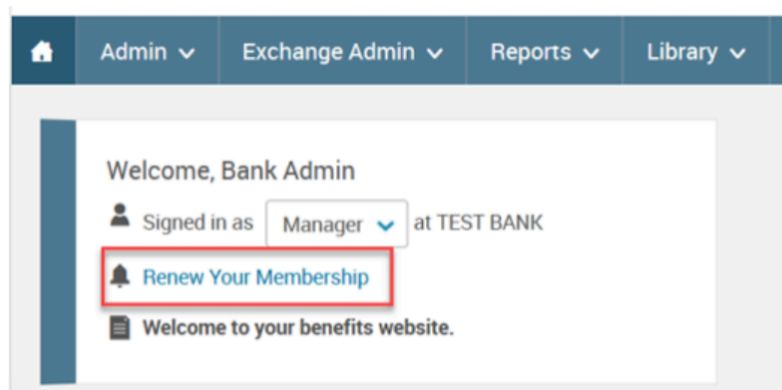 Admin Exchange Admin Reports Library
Welcome, Bank Admin
Signed in as Manager at TEST BANK
Renew Your Membership
Welcome to your benefits website.